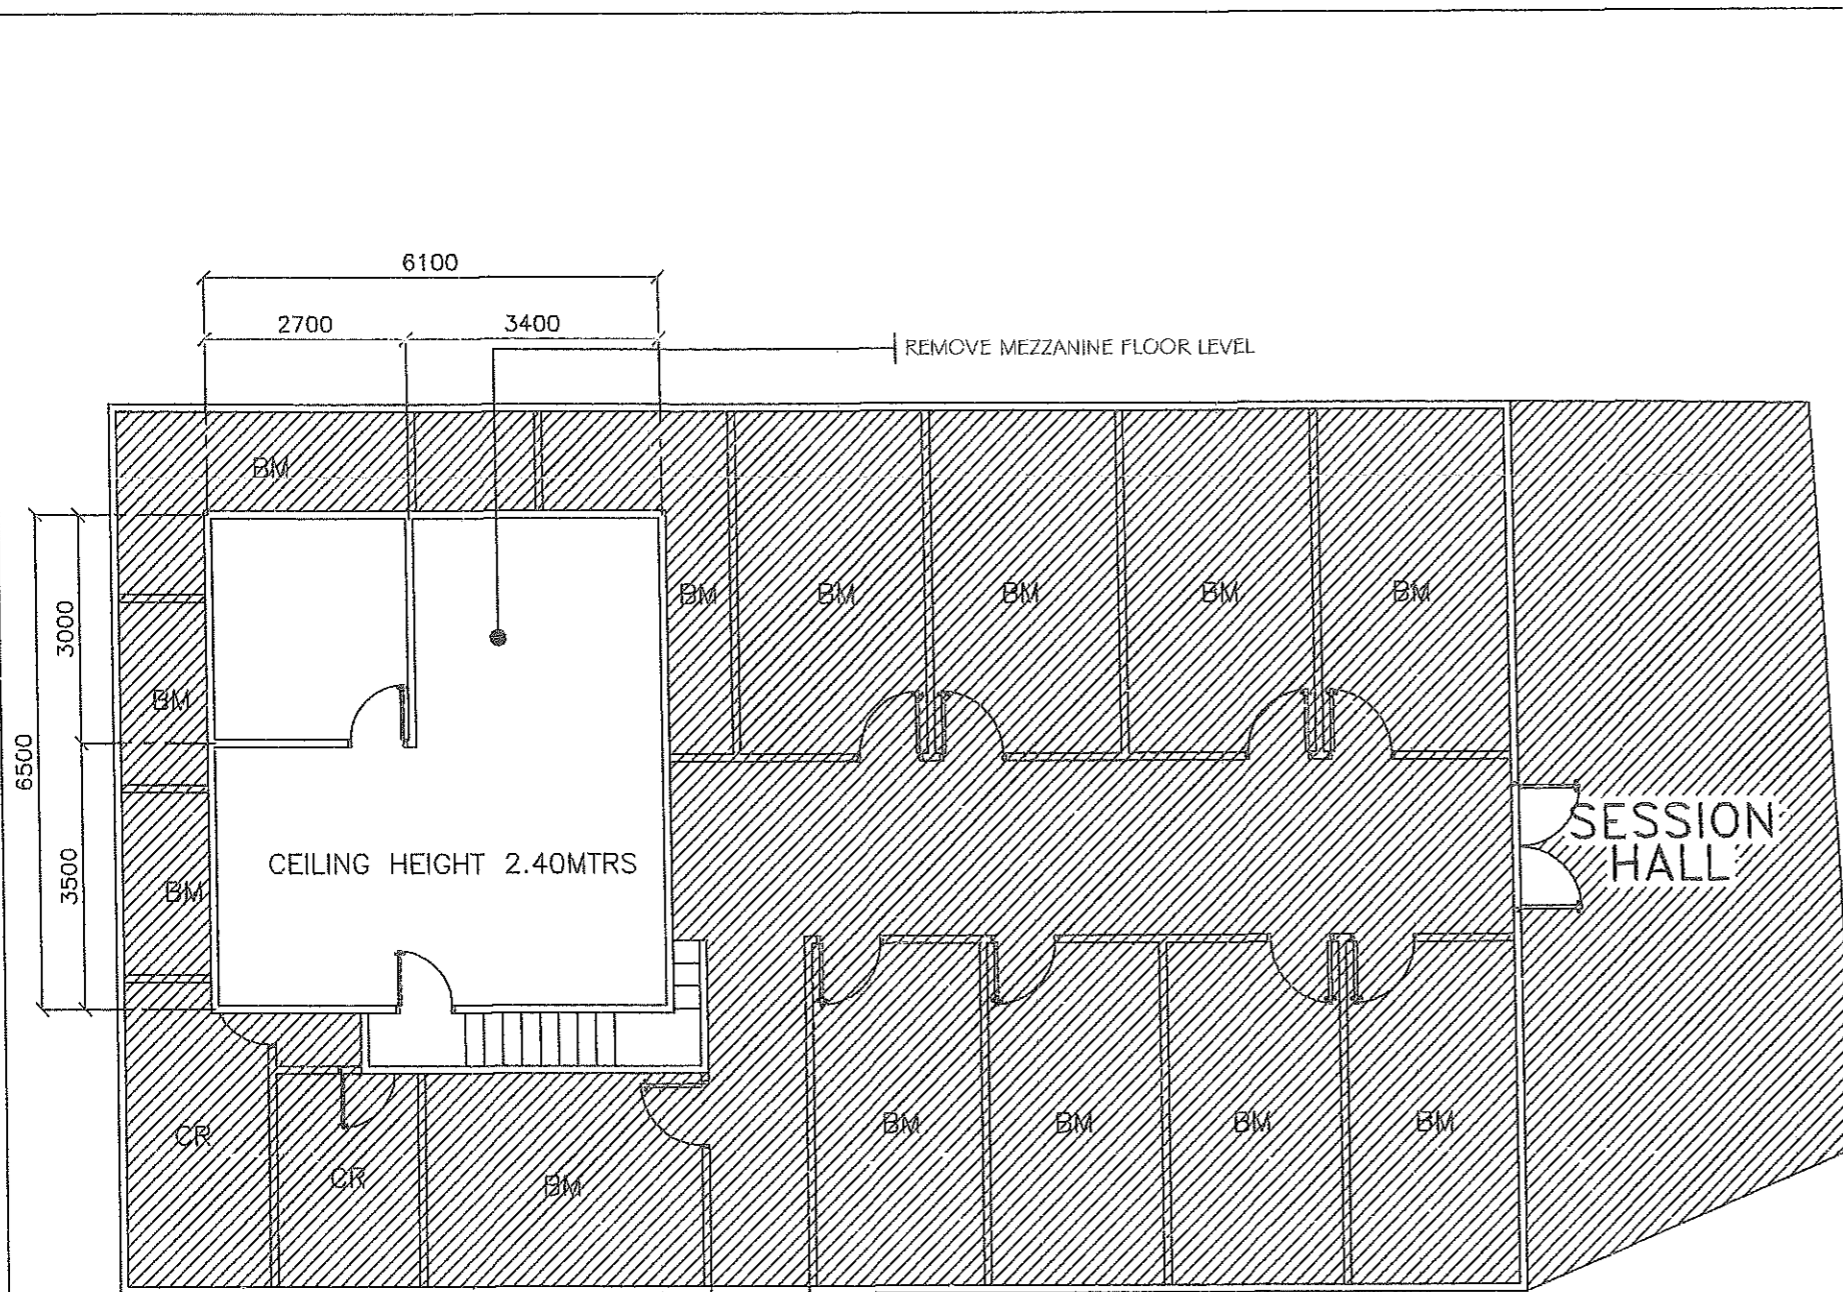 6100
2700
3400
REMOVE MEZZANINE FLOOR LEVEL
BM
BM
BM
BM
BM
BM
3000
BM
6500
SESSION
HALL
CEILING HEIGHT 2.40MTRS
3500
BM
BM
BM
BM
BM
CR
CR
BM